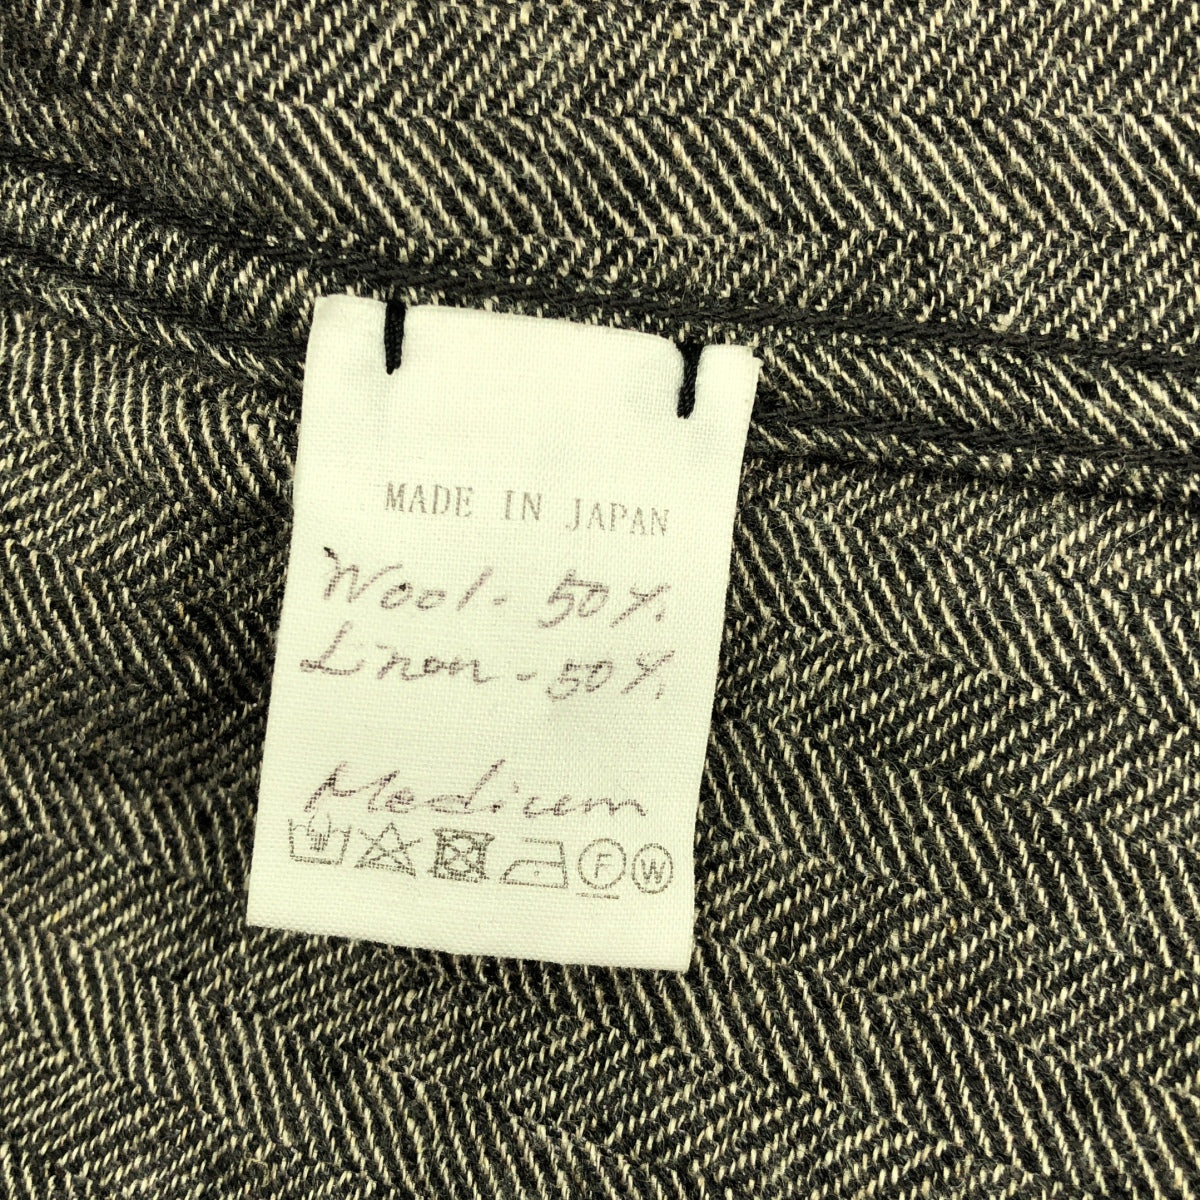 MADE IN JAPAN
Wool - 50%.
Linen - 50%.
Medium
F W